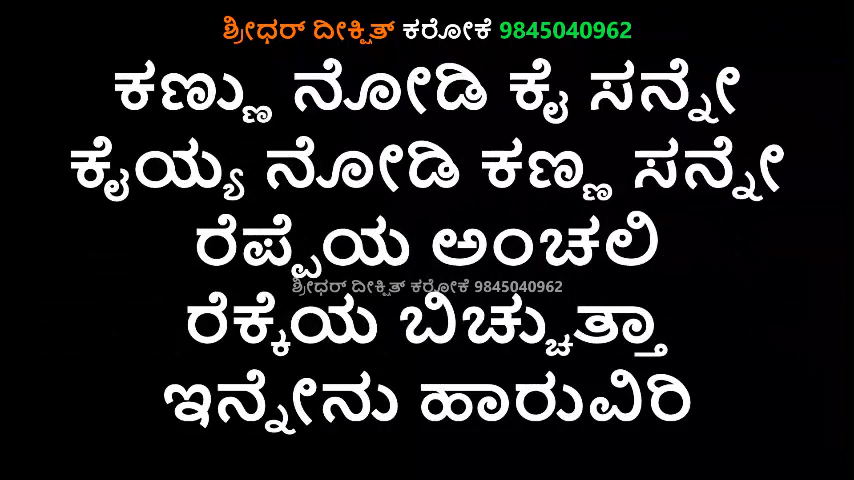 ಶ್ರೀಧರ್ ದೀಕ್ಷಿತ್ ಕರೋಕೆ 9845040962
ಕಣ್ಣು ನೋಡಿ ಕೈ ಸನ್ನೇ
ಕೈಯ್ಯ ನೋಡಿ ಕಣ್ಣ ಸನ್ನೇ
ರೆಪ್ಪೆಯ ಅಂಚಲಿ
ಶ್ರೀಧರ್ ದೀಕ್ಷಿತ್ ಕರೋಕೆ 9845040962
ರೆಕ್ಕೆಯ ಬಿಚ್ಚುತ್ತಾ
ಇನ್ನೇನು ಹಾರುವಿರಿ